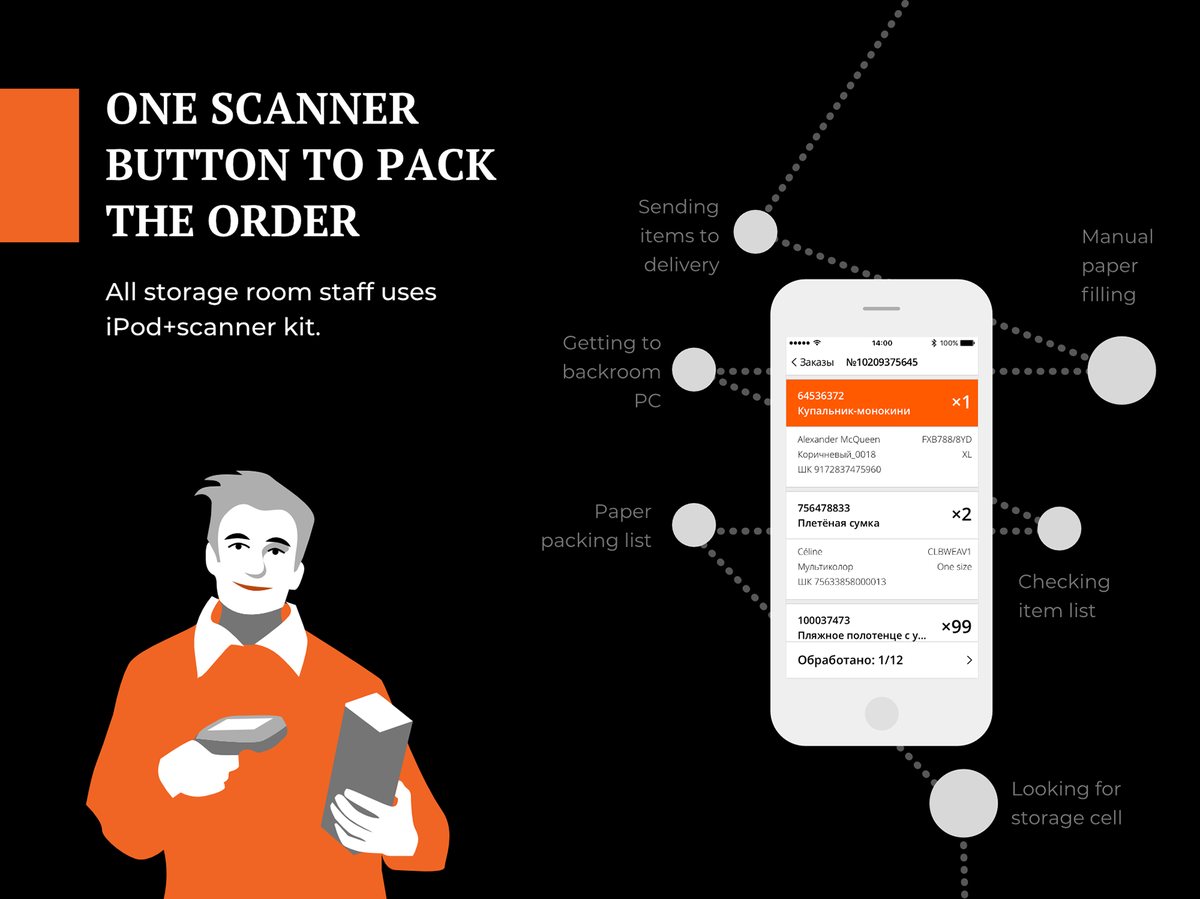 ONE SCANNER
BUTTON TO PACK
THE ORDER
All storage room staff uses
iPod+scanner kit.
Sending
items to
delivery
Manual
paper
filling
Getting to
backroom
PC
Paper
packing list
Checking
item list
Looking for
storage cell
14:00 100%
Заказы №10209375645
64536372 ×1
Купальник-монокини
Alexander McQueen FXB788/8YD
Коричневый_0018 XL
ШК 9172837475960
756478833 ×2
Плетёная сумка
Céline CLBWEAV1
Мультиколор One size
ШК 75633858000013
100037473 ×99
Пляжное полотенце с у...
Обработано: 1/12